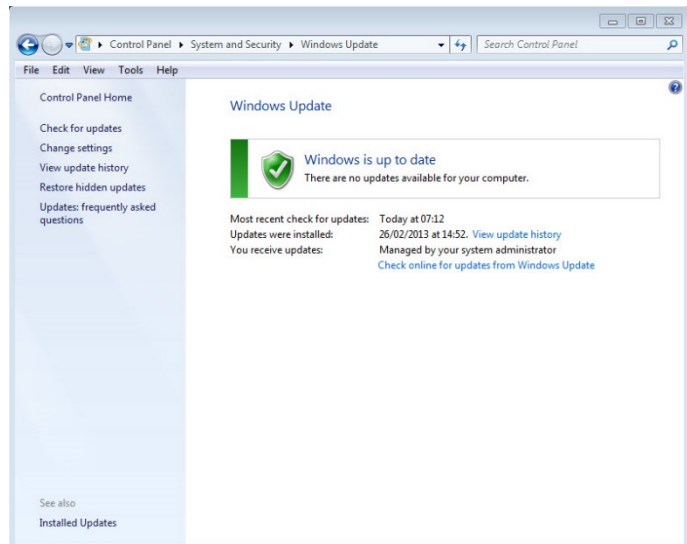 Control Panel ▸ System and Security ▸ Windows Update
Search Control Panel
File Edit View Tools Help
Control Panel Home
Check for updates
Change settings
View update history
Restore hidden updates
Updates: frequently asked
questions
Windows Update
Windows is up to date
There are no updates available for your computer.
Most recent check for updates: Today at 07:12
Updates were installed: 26/02/2013 at 14:52. View update history
You receive updates: Managed by your system administrator
Check online for updates from Windows Update
See also
Installed Updates